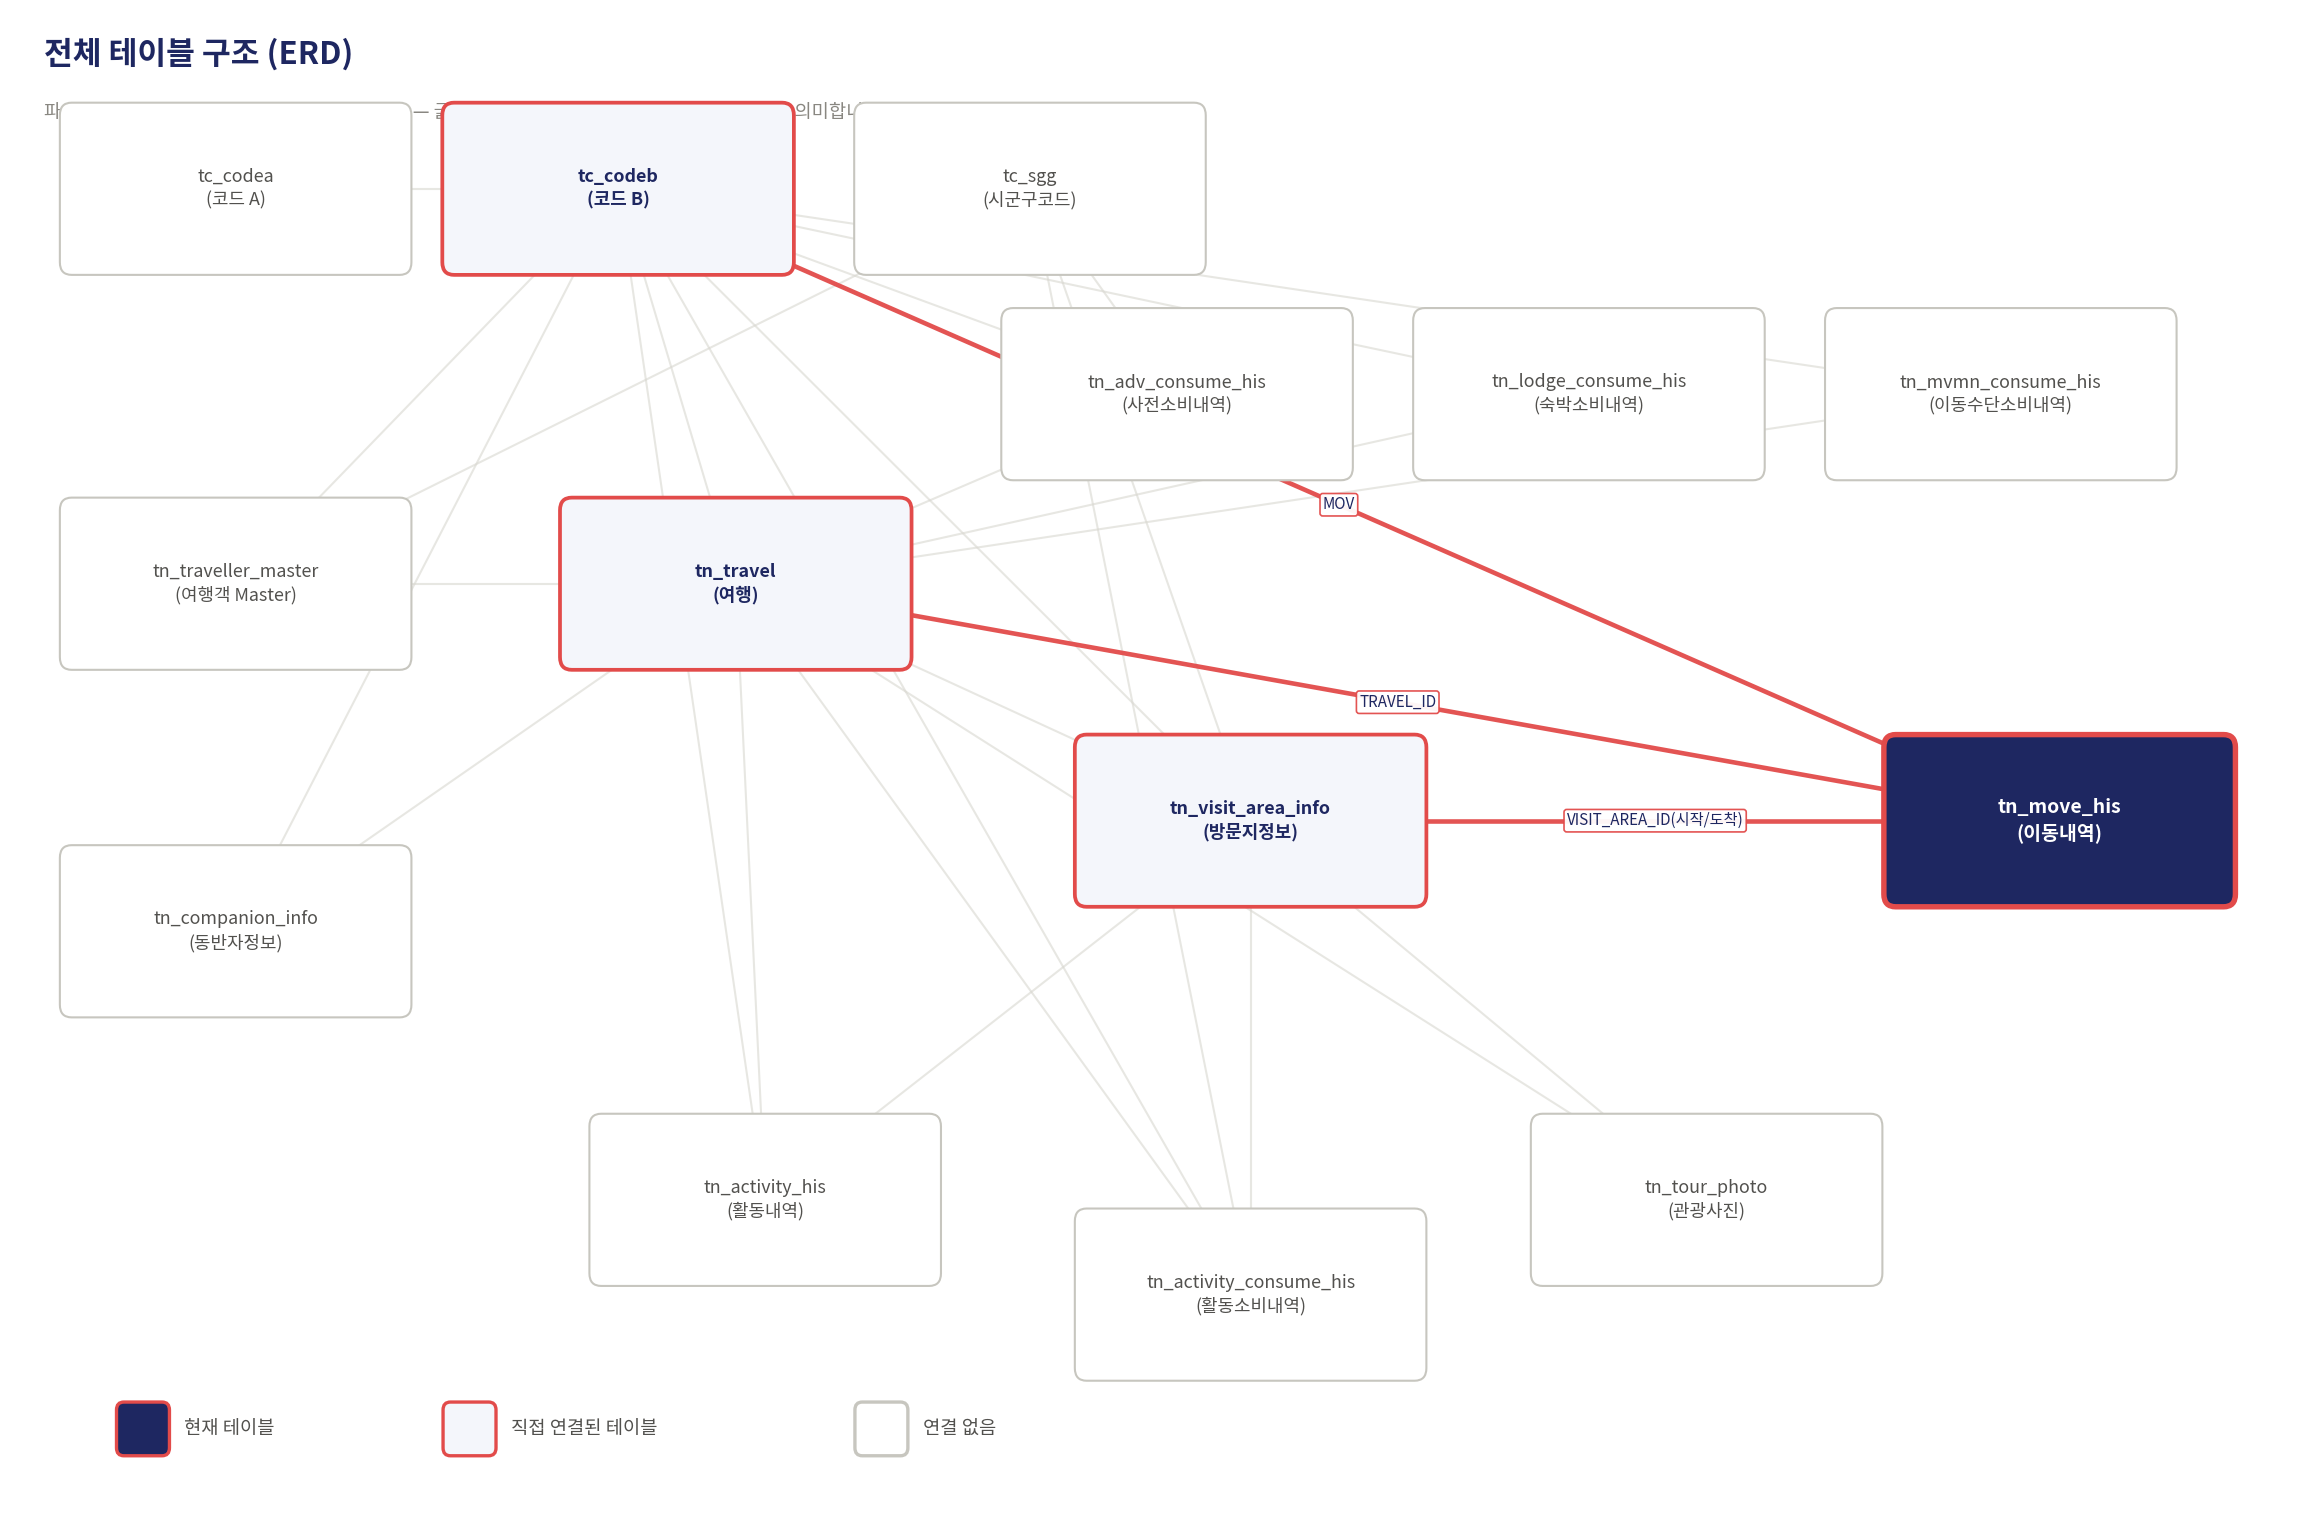 전체 테이블 구조 (ERD)
tc_codea
(코드 A)
tc_codeb
(코드 B)
tc_sgg
(시군구코드)
tn_adv_consume_his
(사전소비내역)
tn_lodge_consume_his
(숙박소비내역)
tn_mvmn_consume_his
(이동수단소비내역)
MOV
tn_traveller_master
(여행객 Master)
tn_travel
(여행)
TRAVEL_ID
tn_visit_area_info
(방문지정보)
VISIT_AREA_ID(시작/도착)
tn_move_his
(이동내역)
tn_companion_info
(동반자정보)
tn_activity_his
(활동내역)
tn_tour_photo
(관광사진)
tn_activity_consume_his
(활동소비내역)
현재 테이블
직접 연결된 테이블
연결 없음